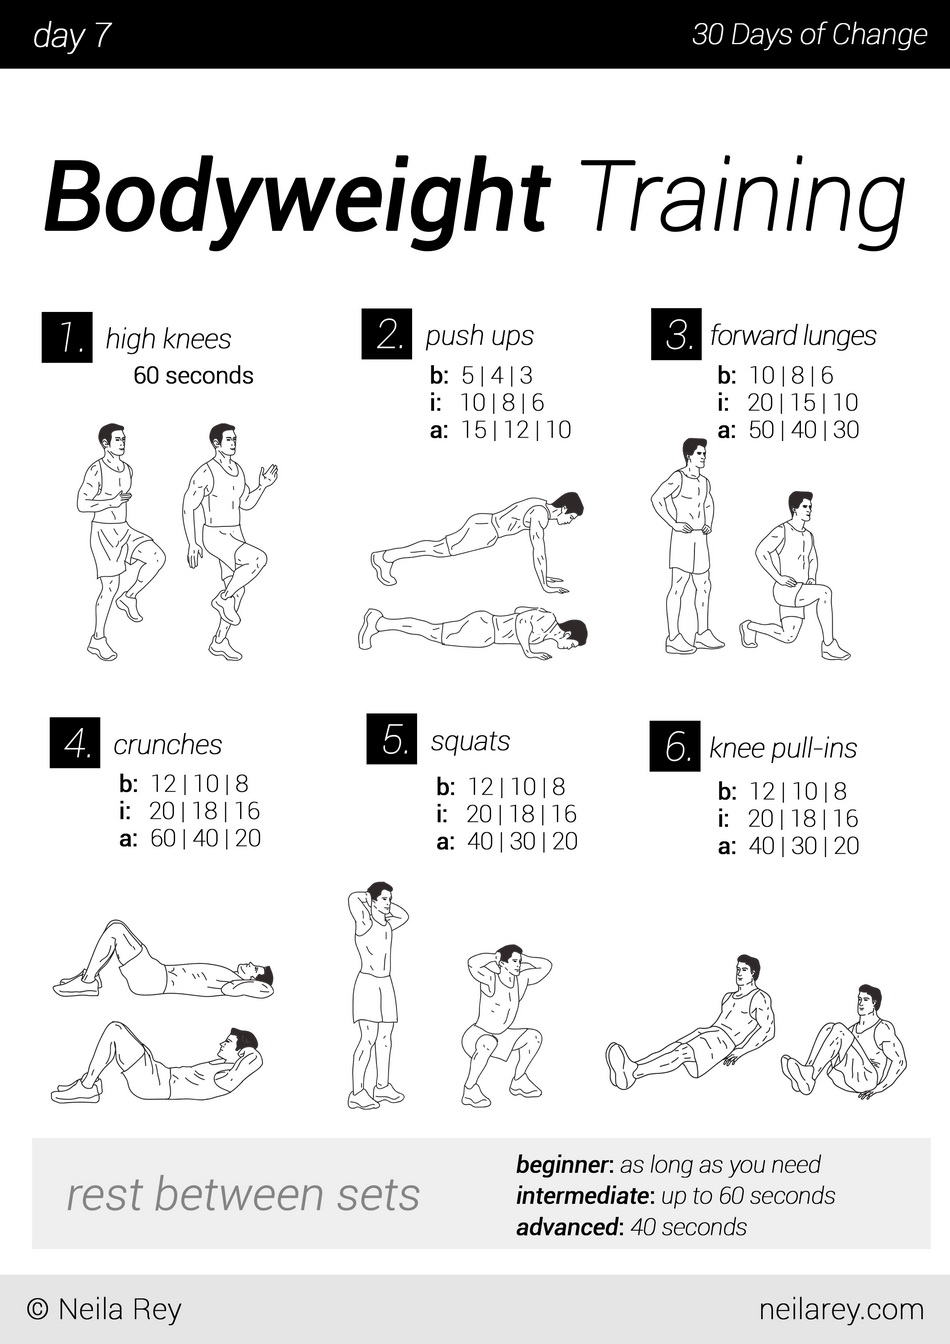 day 7
30 Days of Change
Bodyweight Training
1. high knees
60 seconds
2. push ups
b: 5 | 4 | 3
i: 10 | 8 | 6
a: 15 | 12 | 10
3. forward lunges
b: 10 | 8 | 6
i: 20 | 15 | 10
a: 50 | 40 | 30
4. crunches
b: 12 | 10 | 8
i: 20 | 18 | 16
a: 60 | 40 | 20
5. squats
b: 12 | 10 | 8
i: 20 | 18 | 16
a: 40 | 30 | 20
6. knee pull-ins
b: 12 | 10 | 8
i: 20 | 18 | 16
a: 40 | 30 | 20
rest between sets
beginner: as long as you need
intermediate: up to 60 seconds
advanced: 40 seconds
© Neila Rey
neilarey.com